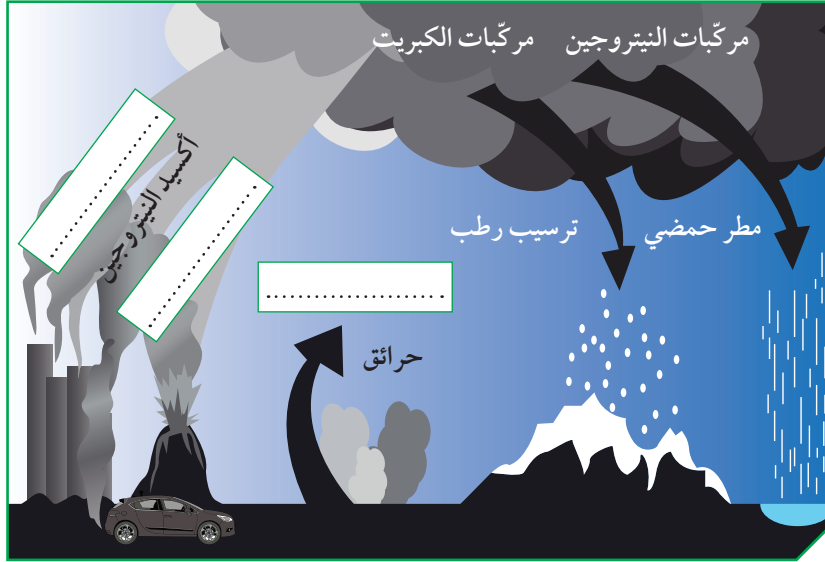 مركّبات النيتروجين
مركّبات الكبريت
أكسيد النيتروجين
مطر حمضي
ترسيب رطب
حرائق